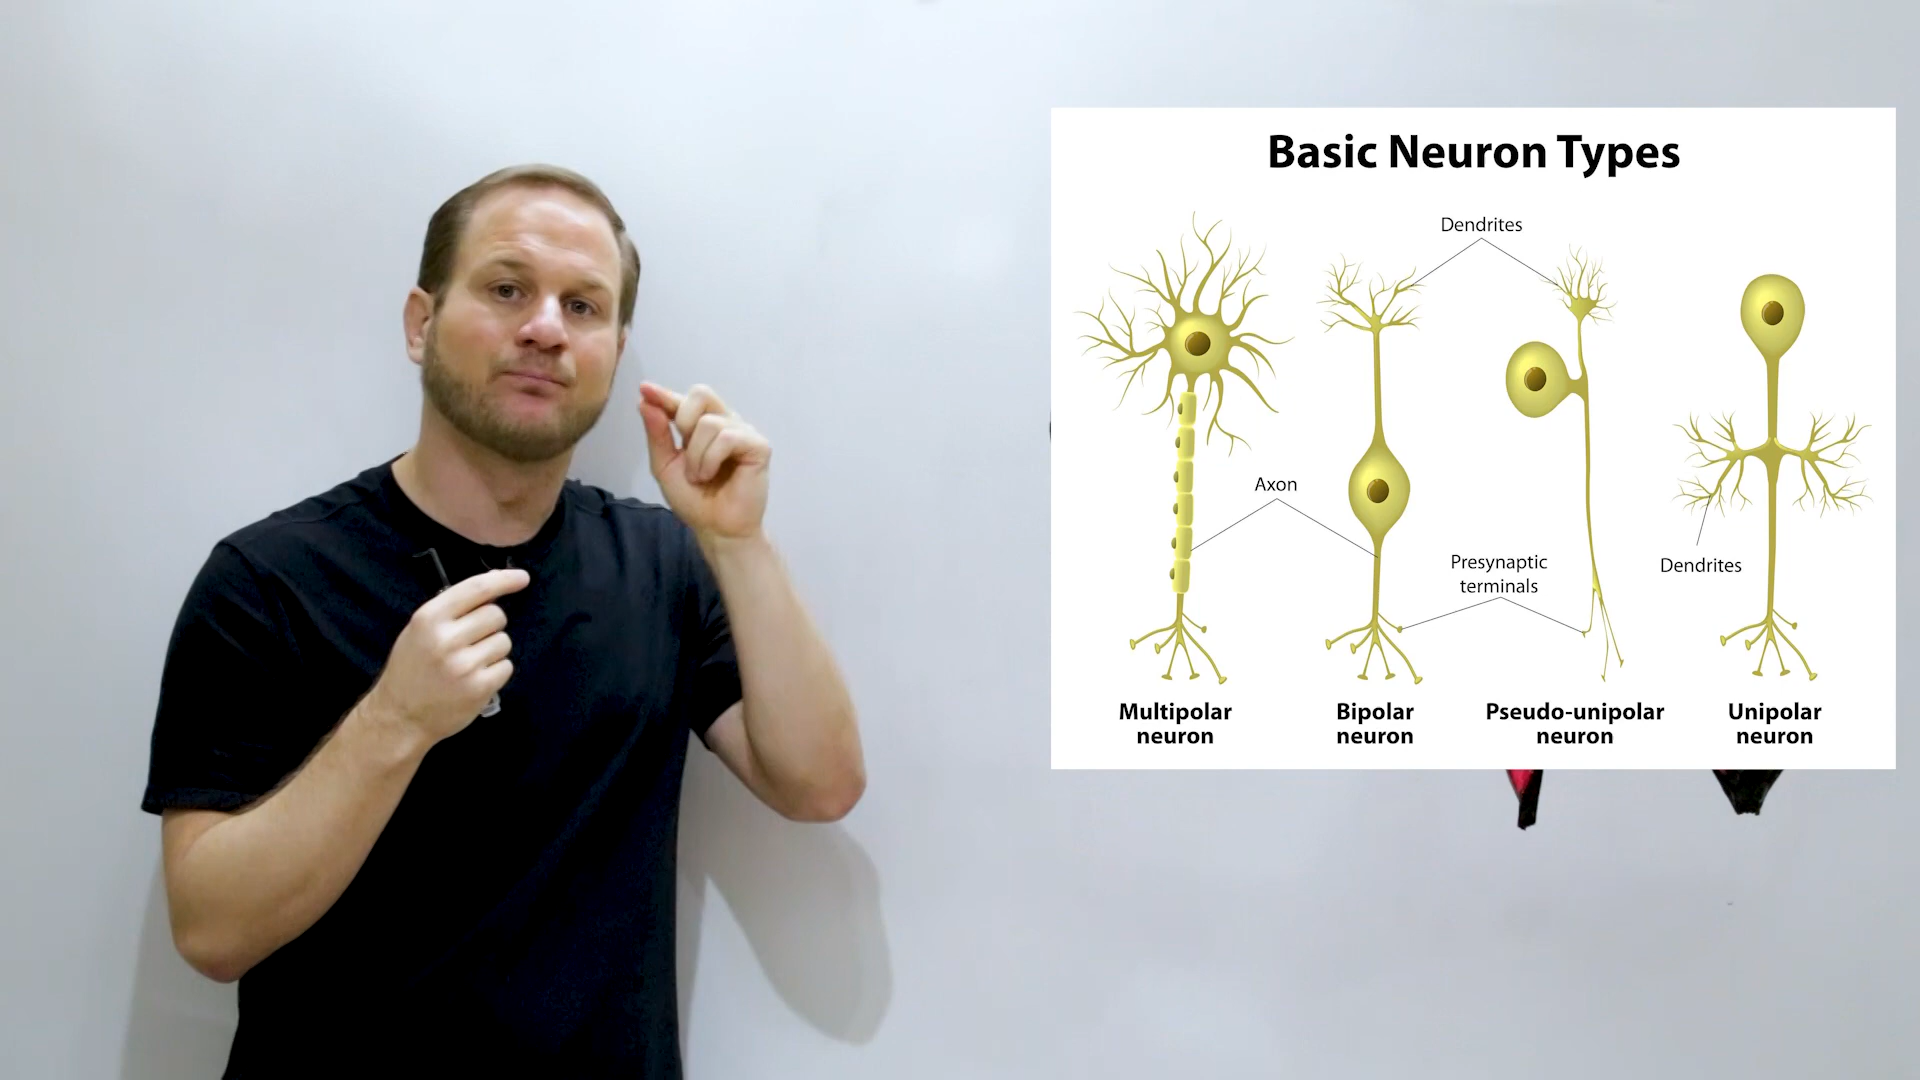 Basic Neuron Types
Dendrites
Axon
Presynaptic
terminals
Dendrites
Multipolar
neuron
Bipolar
neuron
Pseudo-unipolar
neuron
Unipolar
neuron